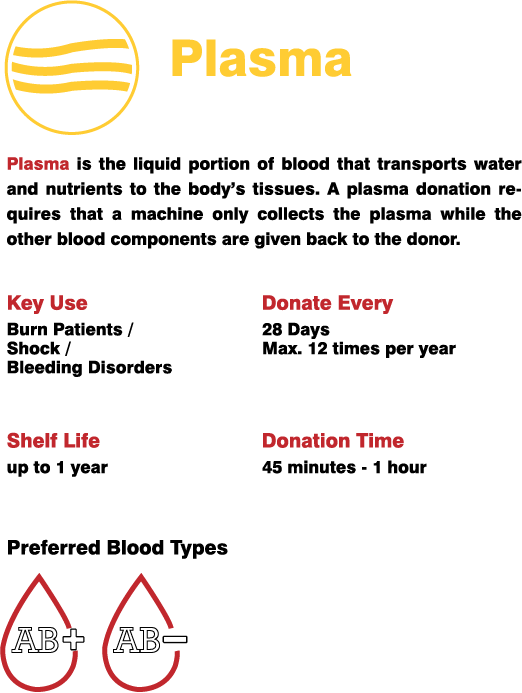 Plasma
Plasma is the liquid portion of blood that transports water
and nutrients to the body’s tissues. A plasma donation re-
quires that a machine only collects the plasma while the
other blood components are given back to the donor.
Key Use
Burn Patients /
Shock /
Bleeding Disorders
Donate Every
28 Days
Max. 12 times per year
Shelf Life
up to 1 year
Donation Time
45 minutes - 1 hour
Preferred Blood Types
AB+ AB−